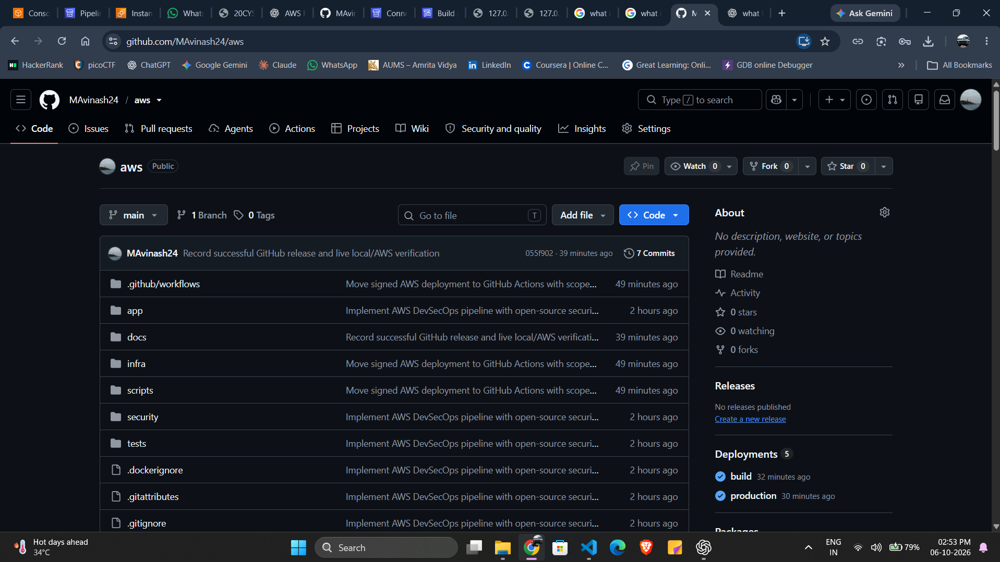 Conso
Pipelin
Instan
Whats
20CYS
AWS F
MAvin
Conne
Build
127.0.
127.0.
what i
what i
M
what t
Ask Gemini
github.com/MAvinash24/aws
HackerRank
picoCTF
ChatGPT
Google Gemini
Claude
WhatsApp
AUMS – Amrita Vidya
LinkedIn
Coursera | Online C...
Great Learning: Onli...
GDB online Debugger
All Bookmarks
MAvinash24 / aws
Type / to search
Code
Issues
Pull requests
Agents
Actions
Projects
Wiki
Security and quality
Insights
Settings
aws Public
Pin
Watch 0
Fork 0
Star 0
main
1 Branch
0 Tags
Go to file T
Add file
Code
MAvinash24 Record successful GitHub release and live local/AWS verification 055f902 · 39 minutes ago 7 Commits
.github/workflows Move signed AWS deployment to GitHub Actions with scope... 49 minutes ago
app Implement AWS DevSecOps pipeline with open-source securi... 2 hours ago
docs Record successful GitHub release and live local/AWS verificati... 39 minutes ago
infra Move signed AWS deployment to GitHub Actions with scope... 49 minutes ago
scripts Move signed AWS deployment to GitHub Actions with scope... 49 minutes ago
security Implement AWS DevSecOps pipeline with open-source securi... 2 hours ago
tests Implement AWS DevSecOps pipeline with open-source securi... 2 hours ago
.dockerignore Implement AWS DevSecOps pipeline with open-source securi... 2 hours ago
.gitattributes Implement AWS DevSecOps pipeline with open-source securi... 2 hours ago
.gitignore Implement AWS DevSecOps pipeline with open-source securi... 2 hours ago
About
No description, website, or topics
provided.
Readme
Activity
0 stars
0 watching
0 forks
Releases
No releases published
Create a new release
Deployments 5
build 32 minutes ago
production 30 minutes ago
Packages
Hot days ahead
34°C
Search
ENG
IN
79%
02:53 PM
06-10-2026